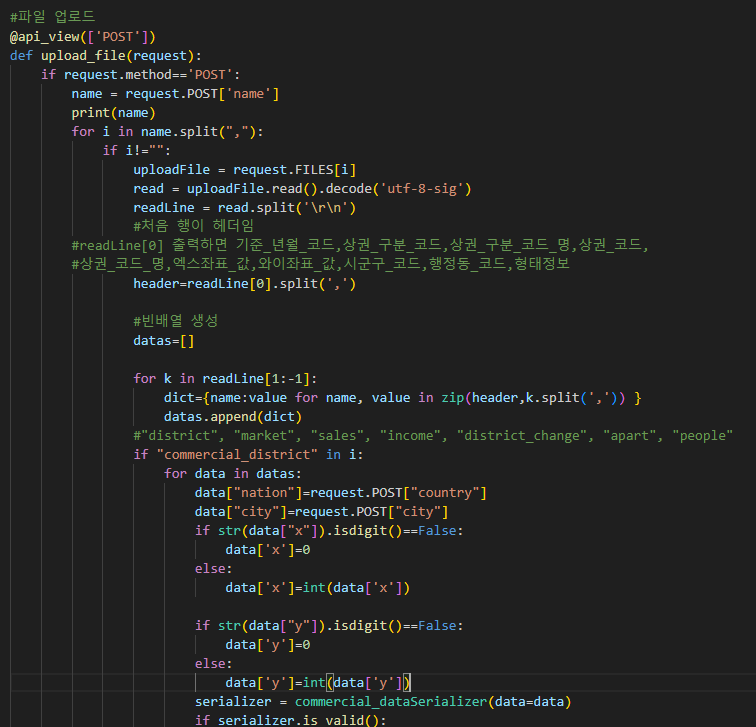 #파일 업로드
@api_view(['POST'])
def upload_file(request):
    if request.method=='POST':
        name = request.POST['name']
        print(name)
        for i in name.split(","):
            if i!="":
                uploadFile = request.FILES[i]
                read = uploadFile.read().decode('utf-8-sig')
                readLine = read.split('\r\n')
                #처음 행이 헤더임
        #readLine[0] 출력하면 기준_년월_코드,상권_구분_코드,상권_구분_코드_명,상권_코드,
        #상권_코드_명,엑스좌표_값,와이좌표_값,시군구_코드,행정동_코드,형태정보
                header=readLine[0].split(',')
                #빈배열 생성
                datas=[]
                for k in readLine[1:-1]:
                    dict={name:value for name, value in zip(header,k.split(',')) }
                    datas.append(dict)
                #"district", "market", "sales", "income", "district_change", "apart", "people"
                if "commercial_district" in i:
                    for data in datas:
                        data["nation"]=request.POST["country"]
                        data["city"]=request.POST["city"]
                        if str(data["x"]).isdigit()==False:
                            data['x']=0
                        else:
                            data['x']=int(data['x'])
                        if str(data["y"]).isdigit()==False:
                            data['y']=0
                        else:
                            data['y']=int(data['y'])
                        serializer = commercial_dataSerializer(data=data)
                        if serializer.is_valid():